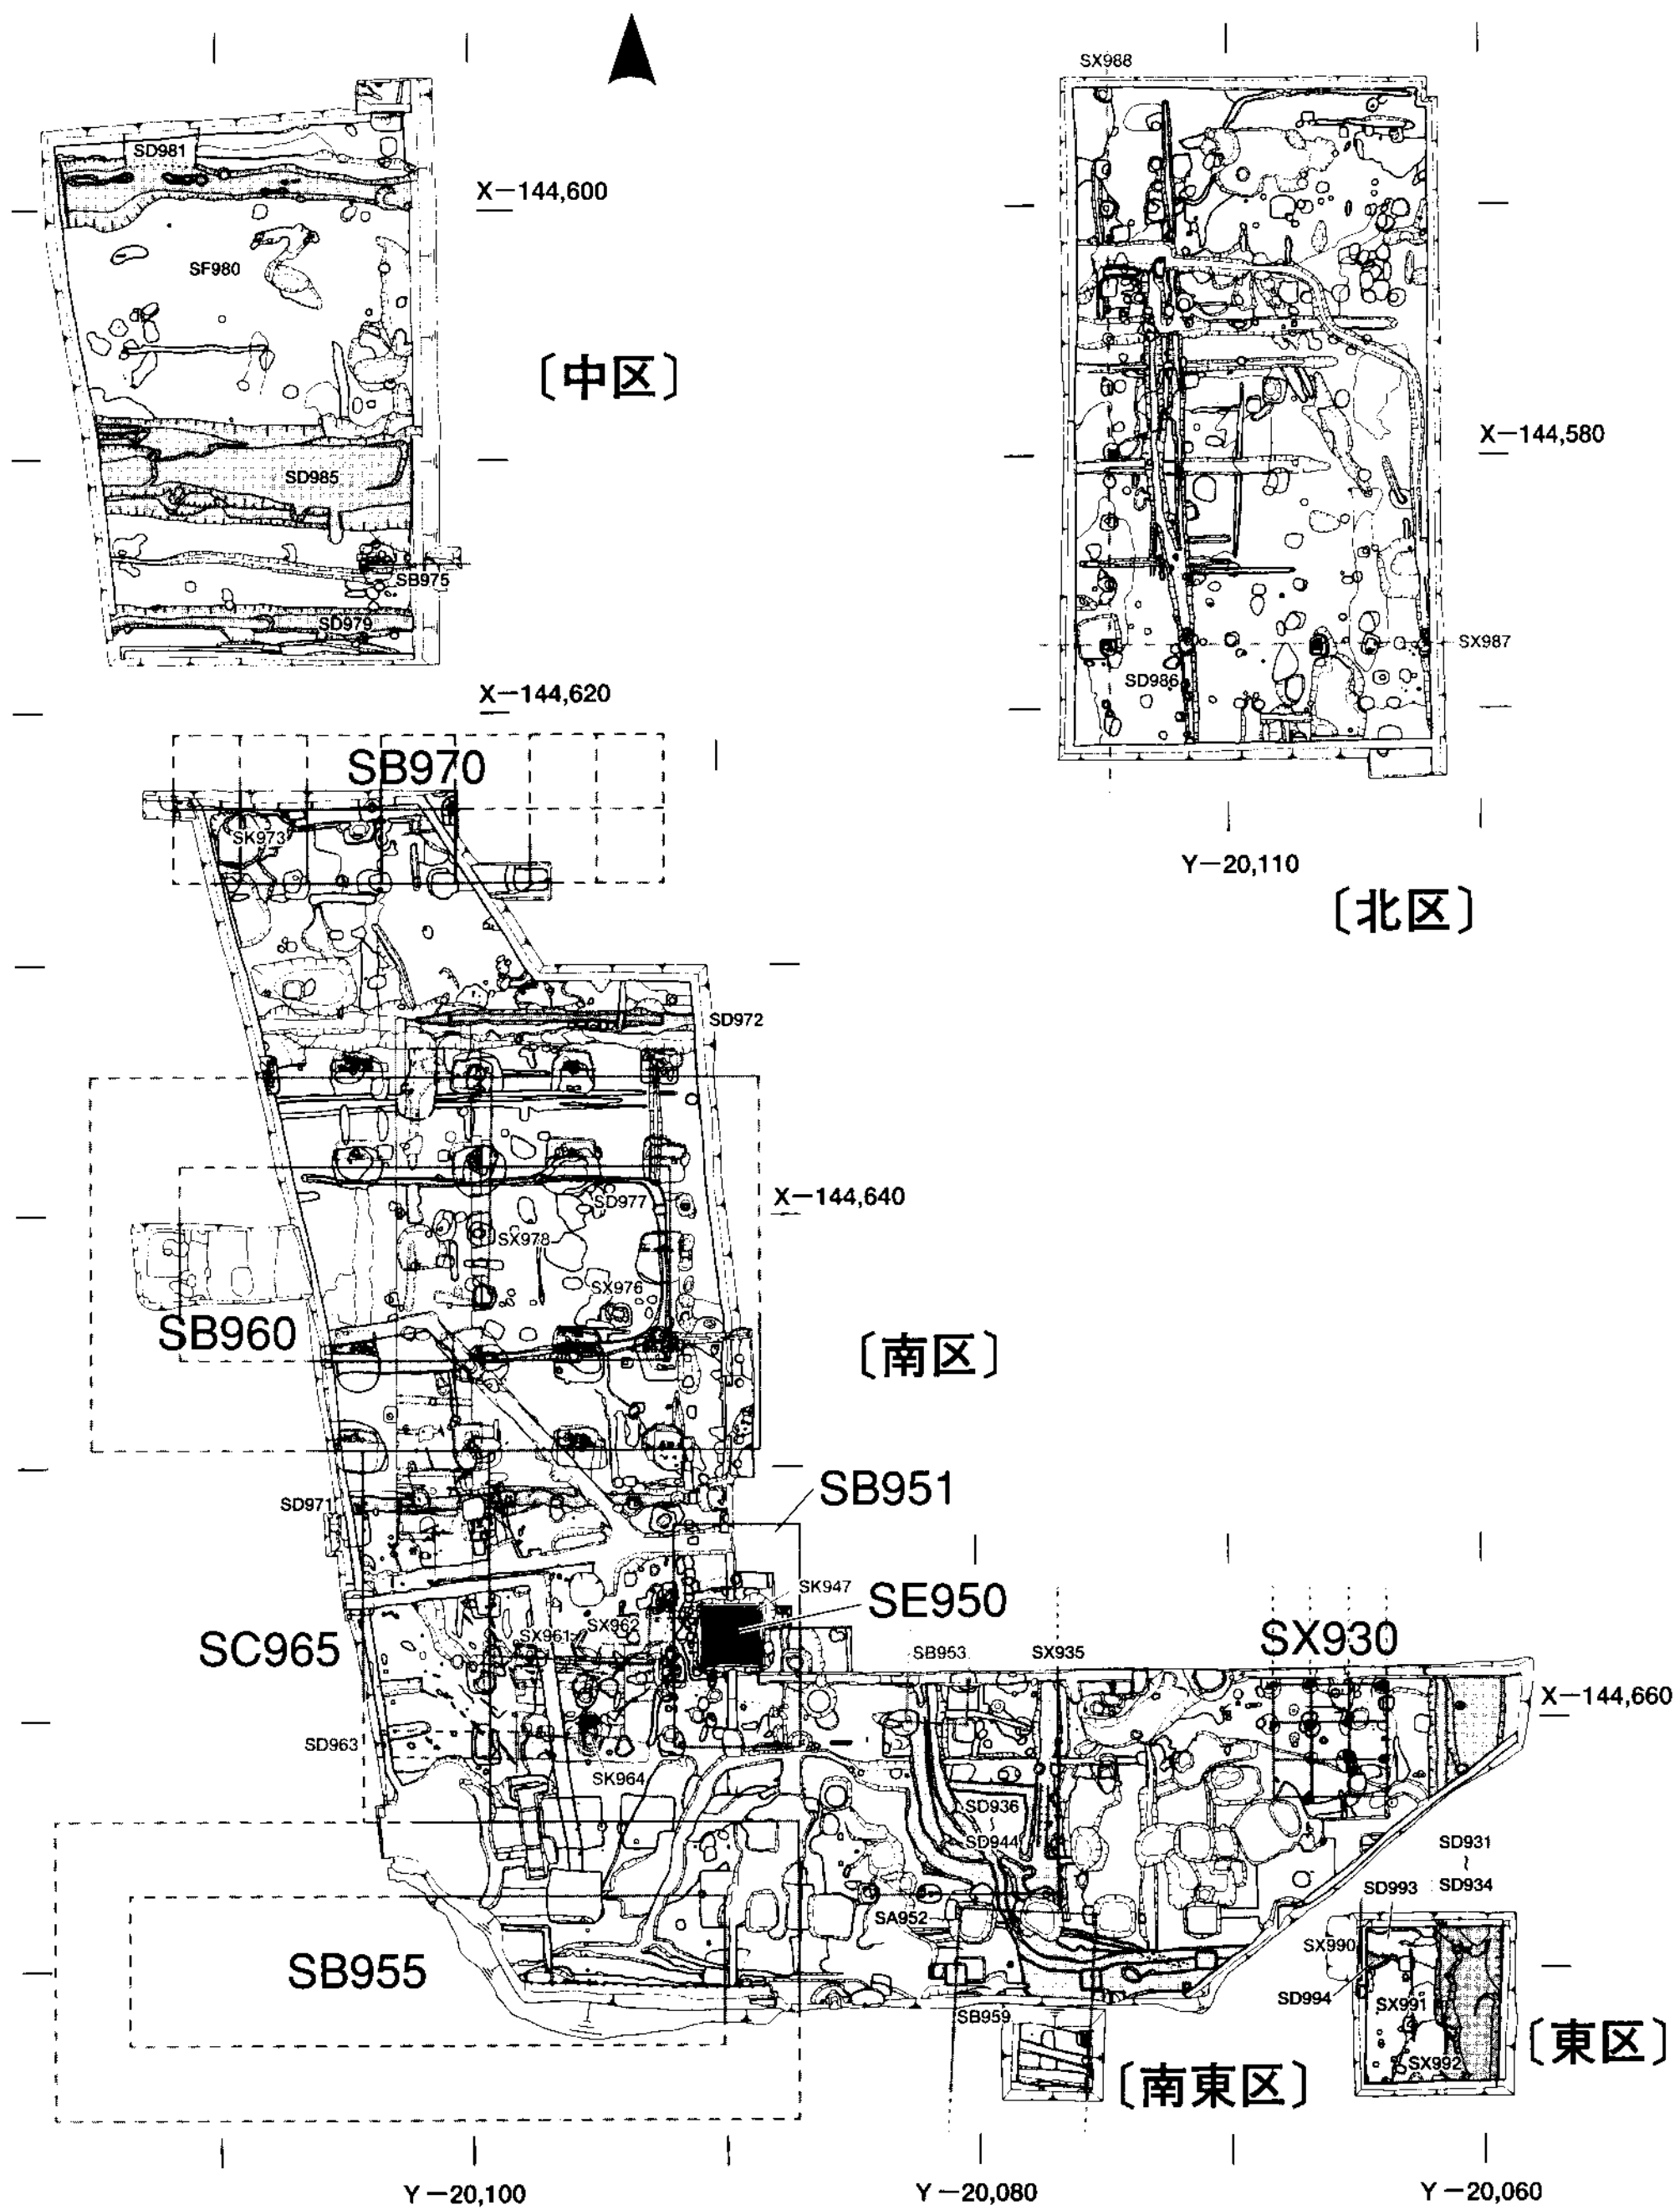 SX988
SD981
X−144,600
SF980
〔中区〕
X−144,580
SD985
SB975
SD979
SX987
SD986
X−144,620
SB970
SK973
Y−20,110
〔北区〕
SD972
X−144,640
SD977
SX978
SX976
SB960
〔南区〕
SB951
SD971
SK947
SE950
SX962
SX961
SC965
SB953
SX935
SX930
X−144,660
SD963
SK964
SD936
~
SD944
SD931
~
SD934
SD993
SA952
SX990
SB955
SD994
SX991
SB959
SX992
〔東区〕
〔南東区〕
Y−20,100
Y−20,080
Y−20,060